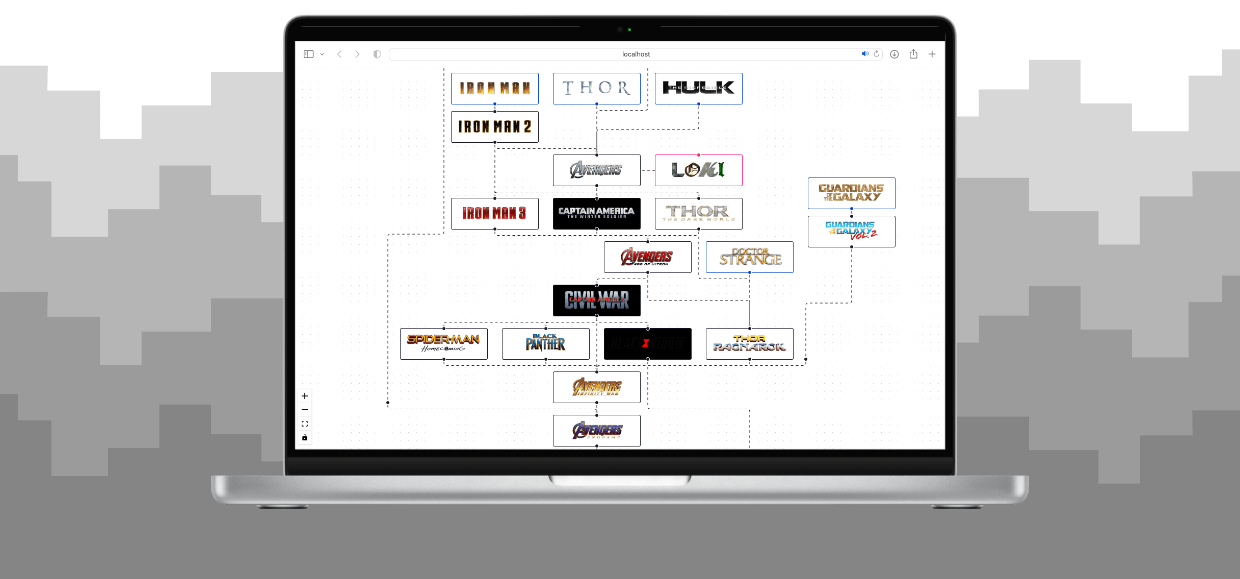 localhost
IRON MAN
THOR
HULK
IRON MAN 2
AVENGERS
LOKI
GUARDIANS
OF THE GALAXY
IRON MAN 3
CAPTAIN AMERICA
THE WINTER SOLDIER
THOR
THE DARK WORLD
GUARDIANS
OF THE GALAXY
VOL. 2
AVENGERS
AGE OF ULTRON
DOCTOR
STRANGE
CIVIL WAR
SPIDER-MAN
HOMECOMING
BLACK
PANTHER
THOR
RAGNAROK
AVENGERS
INFINITY WAR
AVENGERS
ENDGAME